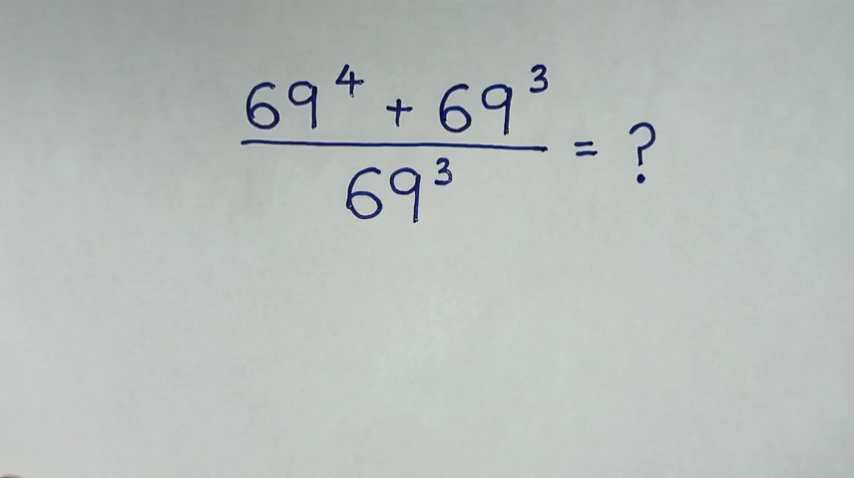 69⁴ + 69³
69³
= ?